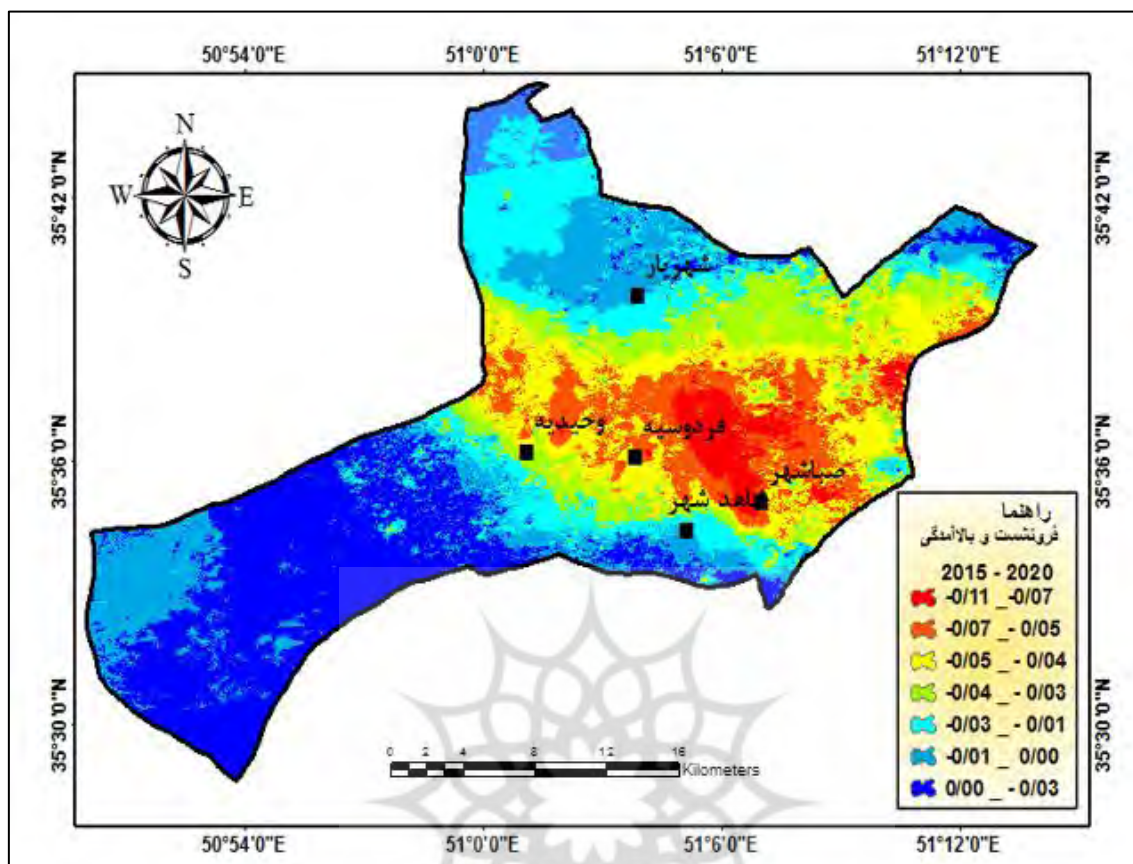 50°54'0"E 51°0'0"E 51°6'0"E 51°12'0"E
N
W E
S
35°42'0"N 35°42'0"N
شهریار
وحیدیه
فردوسیه
35°36'0"N 35°36'0"N
صباشهر
شاهد شهر
راهنما
فرونشست و بالاآمدگی
2015 - 2020
-0/11 _-0/07
-0/07 _ - 0/05
-0/05 _ - 0/04
-0/04 _ - 0/03
-0/03 _ - 0/01
-0/01 _ 0/00
0/00 _ - 0/03
35°30'0"N 35°30'0"N
0 2 4 8 12 16
Kilometers
50°54'0"E 51°0'0"E 51°6'0"E 51°12'0"E